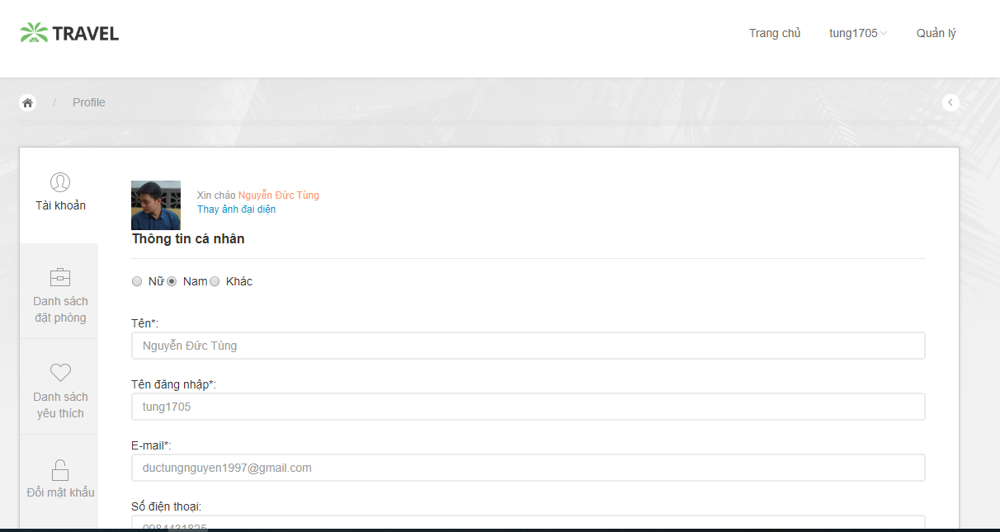 TRAVEL
Trang chủ
tung1705
Quản lý
/ Profile
Tài khoản
Danh sách
đặt phòng
Danh sách
yêu thích
Đổi mật khẩu
Xin chào Nguyễn Đức Tùng
Thay ảnh đại diện
Thông tin cá nhân
Nữ Nam Khác
Tên*:
Nguyễn Đức Tùng
Tên đăng nhập*:
tung1705
E-mail*:
ductungnguyen1997@gmail.com
Số điện thoại:
0984431825